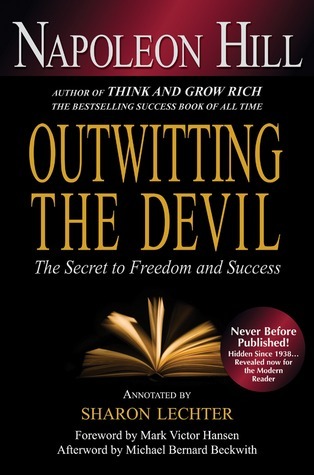 NAPOLEON HILL
AUTHOR OF THINK AND GROW RICH
THE BESTSELLING SUCCESS BOOK OF ALL TIME
OUTWITTING
THE DEVIL
The Secret to Freedom and Success
Never Before
Published!
Hidden Since 1938...
Revealed now for
the Modern
Reader
ANNOTATED BY
SHARON LECHTER
Foreword by Mark Victor Hansen
Afterword by Michael Bernard Beckwith